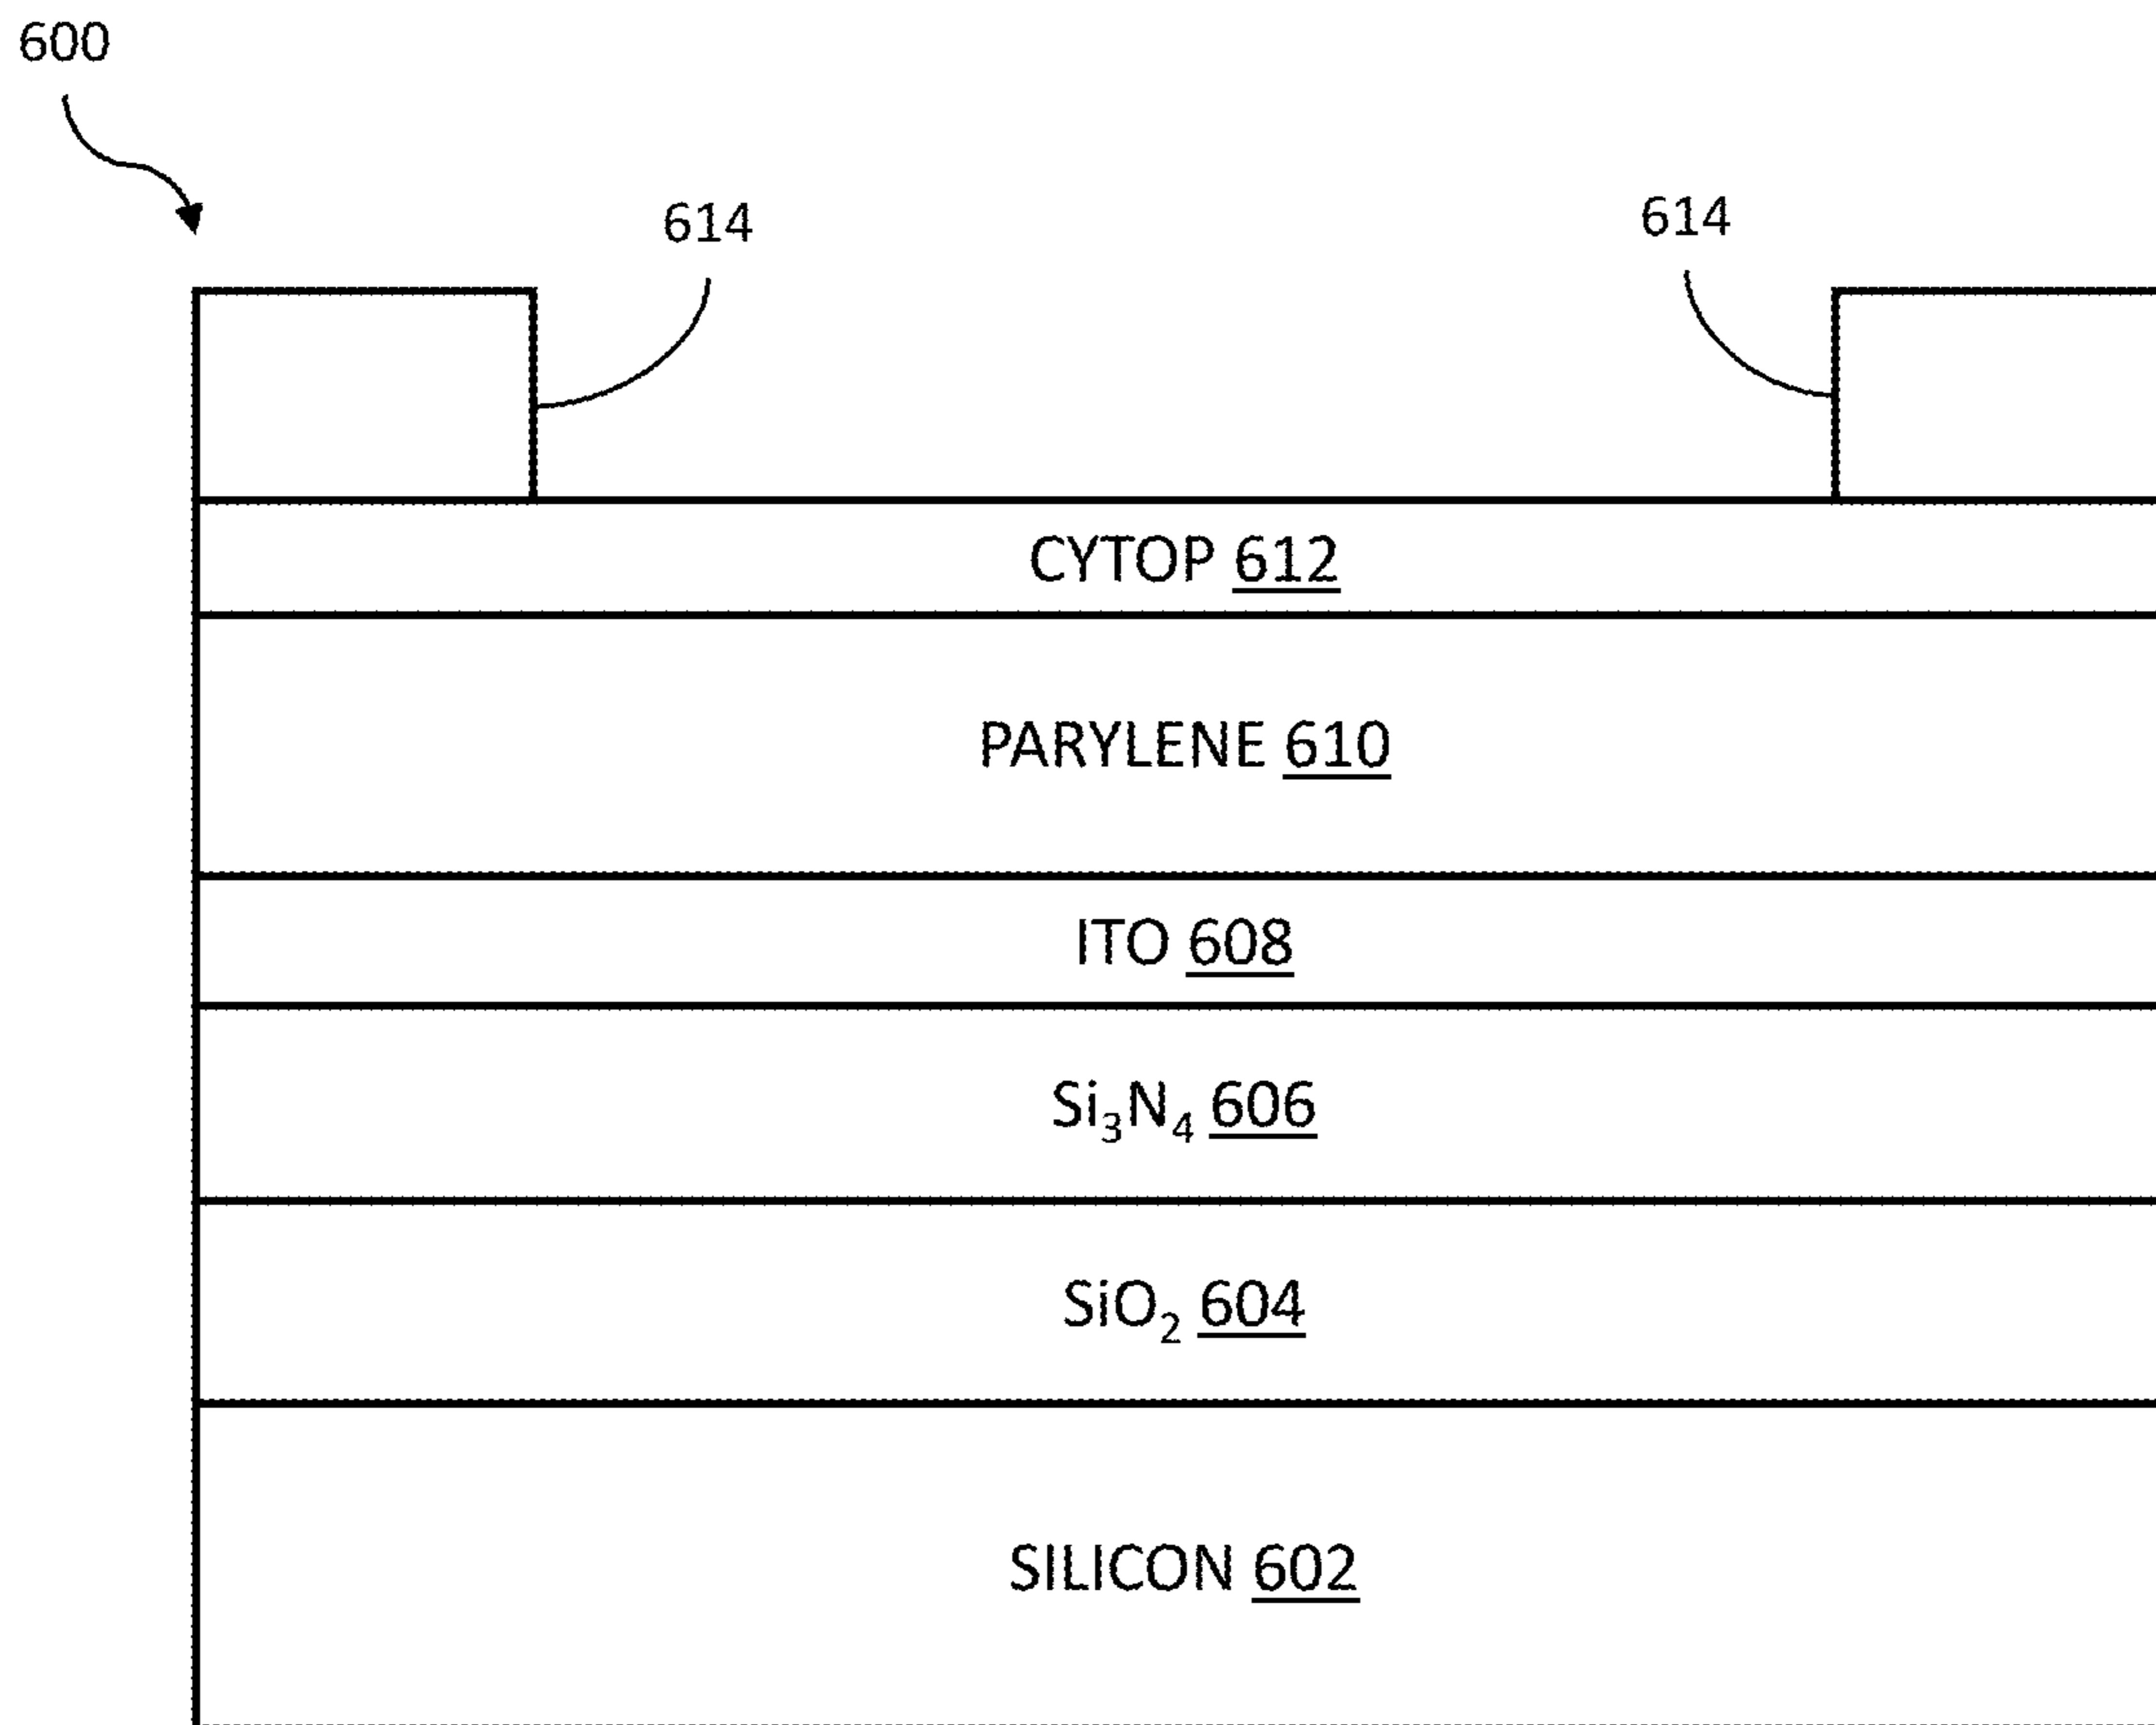 600
614
614
CYTOP 612
PARYLENE 610
ITO 608
Si₃N₄ 606
SiO₂ 604
SILICON 602